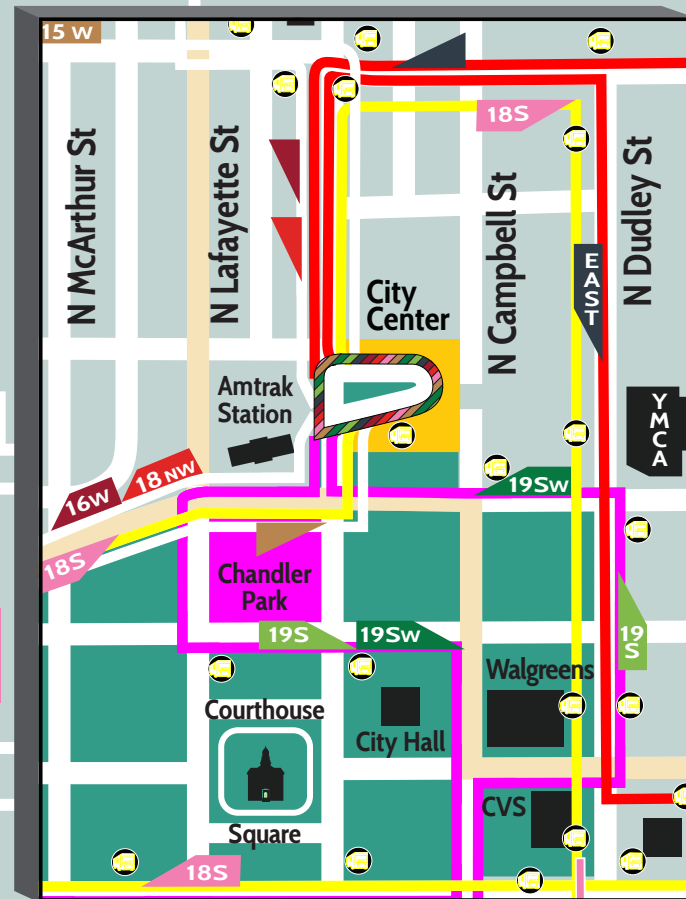 15 W
18S
N McArthur St
N Lafayette St
N Campbell St
N Dudley St
EAST
City
Center
Amtrak
Station
YMCA
18 NW
16W
19Sw
18S
Chandler
Park
19S
19Sw
19
S
Walgreens
Courthouse
City Hall
CVS
Square
18S